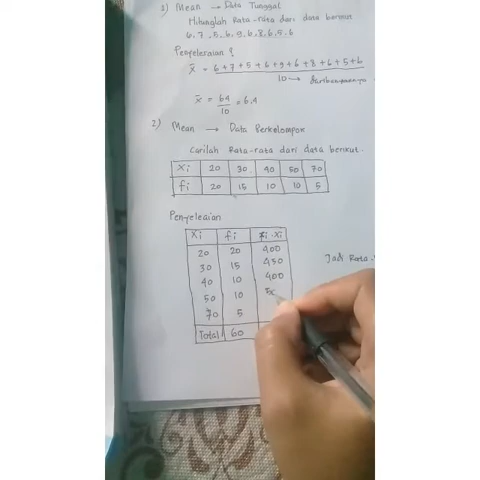 1) Mean → Data Tunggal
Hitunglah Rata-rata dari data berikut
6, 7, 5, 6, 9, 6, 8, 6, 5, 6
Penyeleraian ?
x̄ = 6+7+5+6+9+6+8+6+5+6
10 →
x̄ = 64/10 = 6,4
2) Mean → Data Berkelompok
Carilah Rata-rata dari data berikut.
Xi 20 30 40 50 70
fi 20 15 10 10 5
Penyeleaian
Xi fi fi.Xi
20 20 400
30 15 450
40 10 400
50 10
70 5
Total 60
Jadi Rata